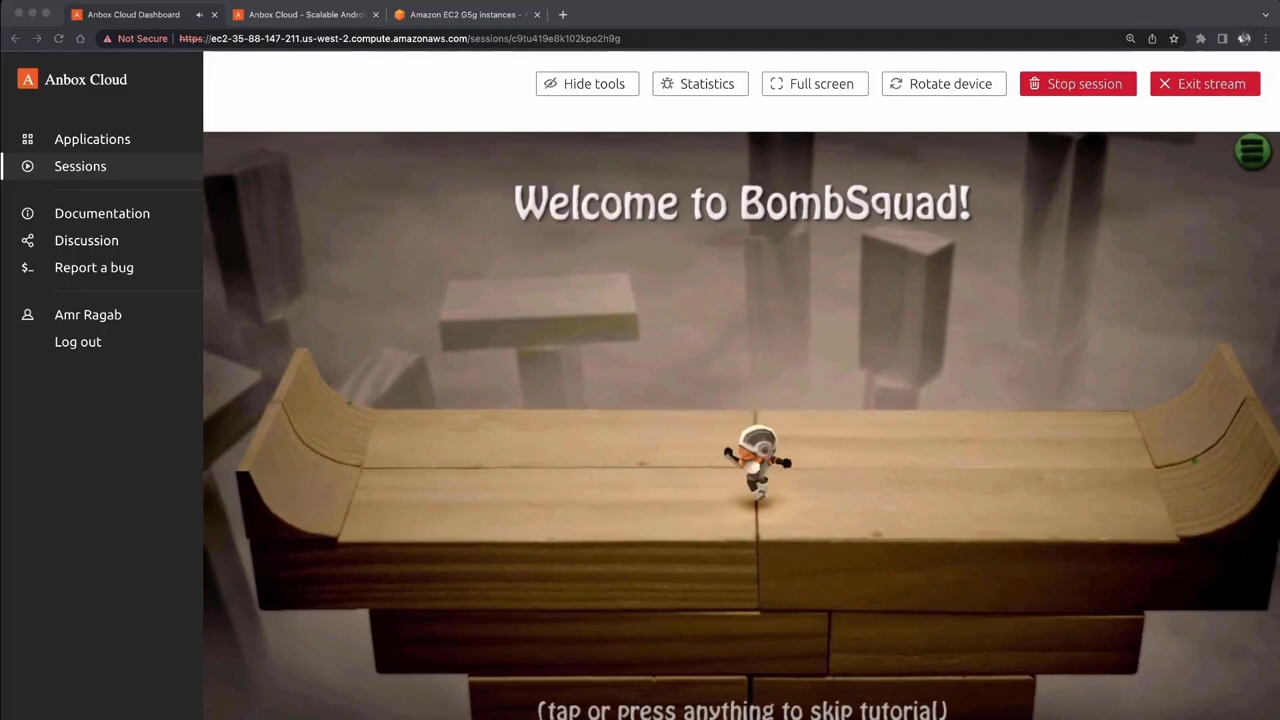 Anbox Cloud Dashboard
Anbox Cloud - Scalable Androi
Amazon EC2 G5g instances - A
Not Secure
https://ec2-35-88-147-211.us-west-2.compute.amazonaws.com/sessions/c9tu419e8k102kpo2h9g
A
Anbox Cloud
Hide tools
Statistics
Full screen
Rotate device
Stop session
Exit stream
Applications
Sessions
Documentation
Discussion
$_ Report a bug
Amr Ragab
Log out
Welcome to BombSquad!
(tap or press anything to skip tutorial)